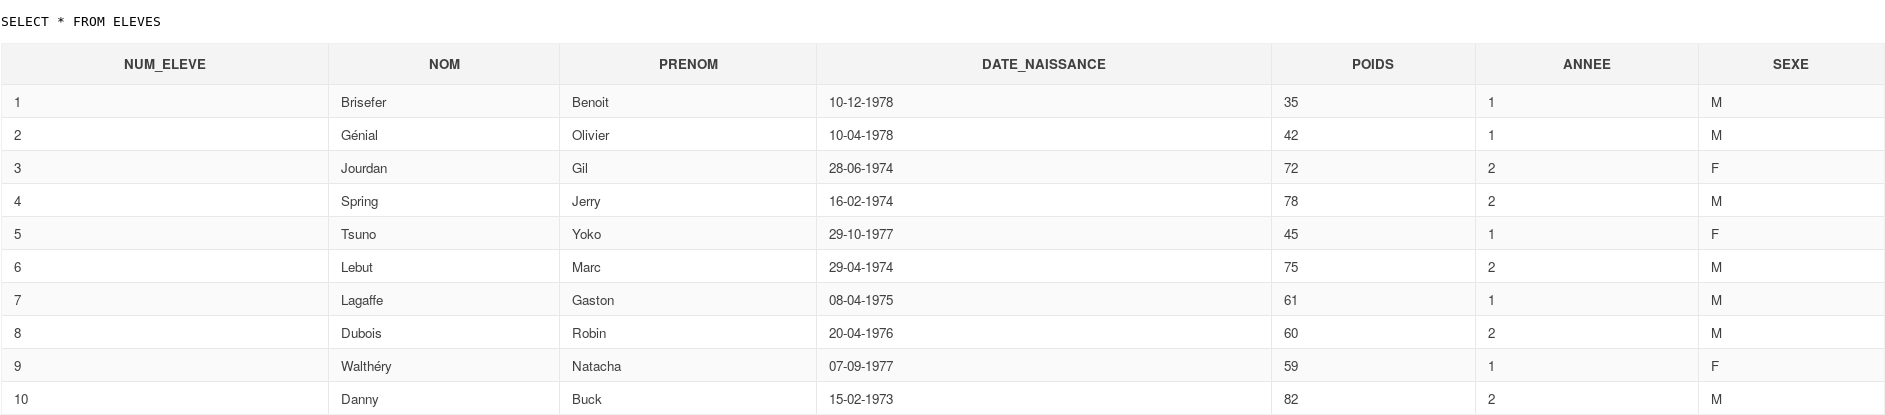 SELECT * FROM ELEVES
NUM_ELEVE NOM PRENOM DATE_NAISSANCE POIDS ANNEE SEXE
1 Brisefer Benoit 10-12-1978 35 1 M
2 Génial Olivier 10-04-1978 42 1 M
3 Jourdan Gil 28-06-1974 72 2 F
4 Spring Jerry 16-02-1974 78 2 M
5 Tsuno Yoko 29-10-1977 45 1 F
6 Lebut Marc 29-04-1974 75 2 M
7 Lagaffe Gaston 08-04-1975 61 1 M
8 Dubois Robin 20-04-1976 60 2 M
9 Walthéry Natacha 07-09-1977 59 1 F
10 Danny Buck 15-02-1973 82 2 M